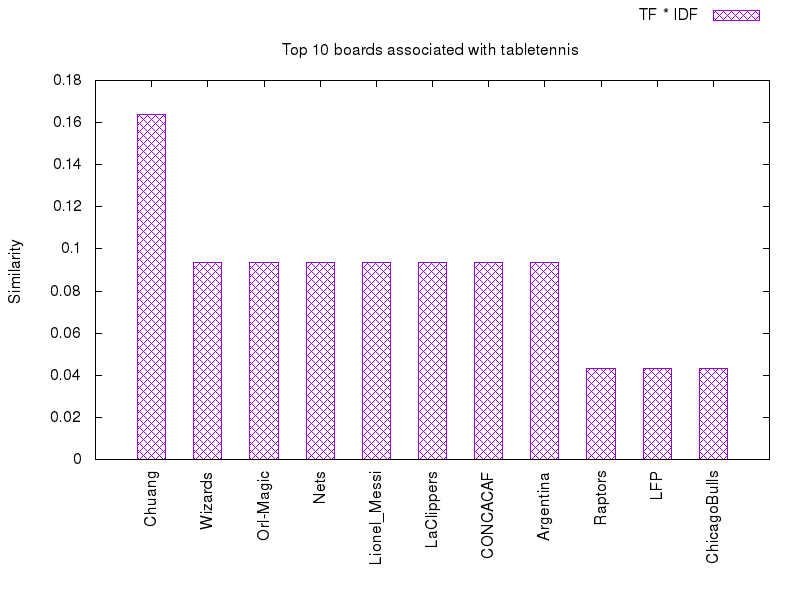 TF * IDF
Top 10 boards associated with tabletennis
Similarity
0.18
0.16
0.14
0.12
0.1
0.08
0.06
0.04
0.02
0
Chuang
Wizards
Orl-Magic
Nets
Lionel_Messi
LaClippers
CONCACAF
Argentina
Raptors
LFP
ChicagoBulls